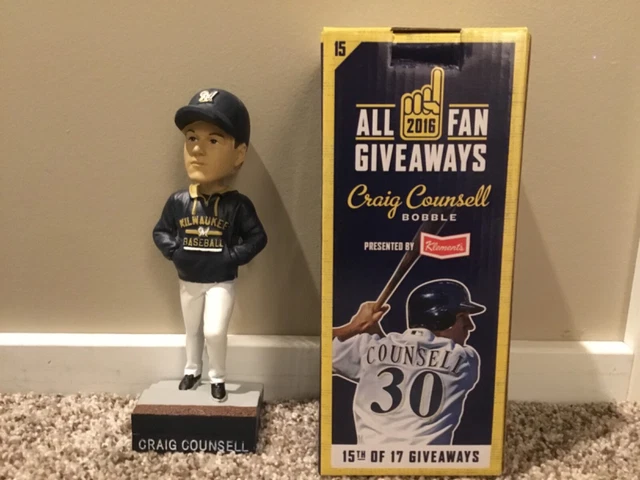 MILWAUKEE
M
BASEBALL
CRAIG COUNSELL
15
ALL 2016 FAN
GIVEAWAYS
Craig Counsell
BOBBLE
PRESENTED BY Klement's
COUNSELL
30
15TH OF 17 GIVEAWAYS